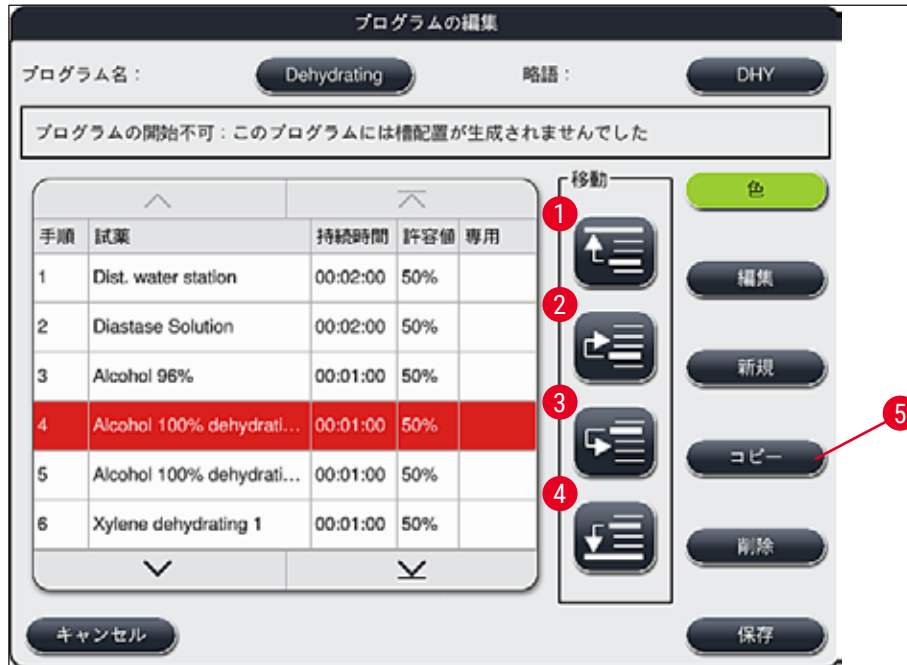 プログラムの編集
プログラム名： Dehydrating 略語： DHY
プログラムの開始不可：このプログラムには槽配置が生成されませんでした
移動
色
1
手順 試薬 持続時間 許容値 専用
1 Dist. water station 00:02:00 50%
編集
2
2 Diastase Solution 00:02:00 50%
新規
3 Alcohol 96% 00:01:00 50%
3
4 Alcohol 100% dehydrati... 00:01:00 50%
5
コピー
5 Alcohol 100% dehydrati... 00:01:00 50%
4
6 Xylene dehydrating 1 00:01:00 50%
削除
キャンセル 保存